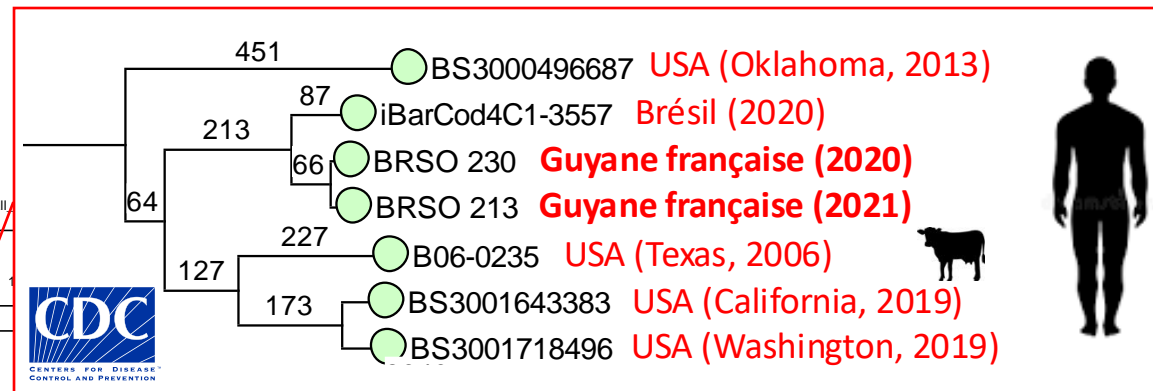 451
BS3000496687 USA (Oklahoma, 2013)
87
iBarCod4C1-3557 Brésil (2020)
213
66
BRSO 230 Guyane française (2020)
64
BRSO 213 Guyane française (2021)
227
B06-0235 USA (Texas, 2006)
127
173
BS3001643383 USA (California, 2019)
BS3001718496 USA (Washington, 2019)
CDC
CENTERS FOR DISEASE
CONTROL AND PREVENTION